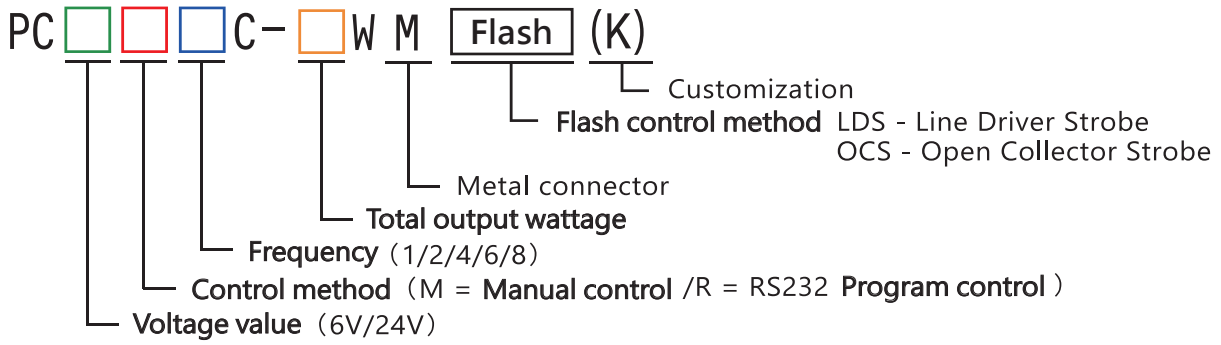 PC C- W M Flash (K)
Customization
Flash control method LDS - Line Driver Strobe
OCS - Open Collector Strobe
Metal connector
Total output wattage
Frequency（1/2/4/6/8）
Control method（M = Manual control /R = RS232 Program control）
Voltage value（6V/24V）